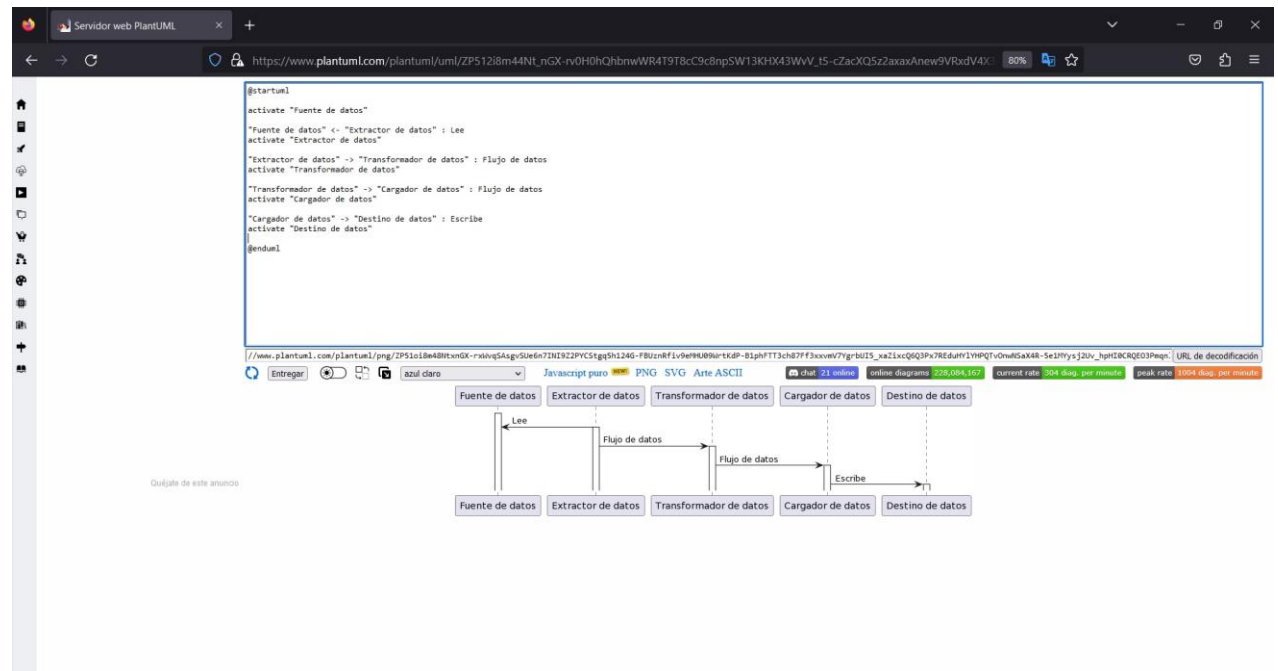 Servidor web PlantUML
https://www.plantuml.com/plantuml/uml/ZP512i8m44Nt_nGX-rv0H0hQhbnwWR4T9T8cC9c8npSW13KHX43WvV_tS-cZacXQ5z2axaxAnew9VRxdV4X 80%
@startuml
activate "Fuente de datos"
"Fuente de datos" <- "Extractor de datos" : Lee
activate "Extractor de datos"
"Extractor de datos" -> "Transformador de datos" : Flujo de datos
activate "Transformador de datos"
"Transformador de datos" -> "Cargador de datos" : Flujo de datos
activate "Cargador de datos"
"Cargador de datos" -> "Destino de datos" : Escribe
activate "Destino de datos"
@enduml
//www.plantuml.com/plantuml/png/ URL de decodificación
Entregar azul claro Javascript puro PNG SVG Arte ASCII chat 21 online online diagrams 228,084,167 current rate 304 diag. per minute peak rate 1004 diag. per minute
Fuente de datos Extractor de datos Transformador de datos Cargador de datos Destino de datos
Lee
Flujo de datos
Flujo de datos
Escribe
Quéjate de este anuncio
Fuente de datos Extractor de datos Transformador de datos Cargador de datos Destino de datos